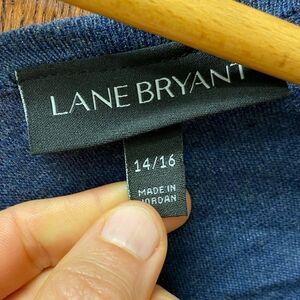 LANE BRYANT
14/16
MADE IN
JORDAN